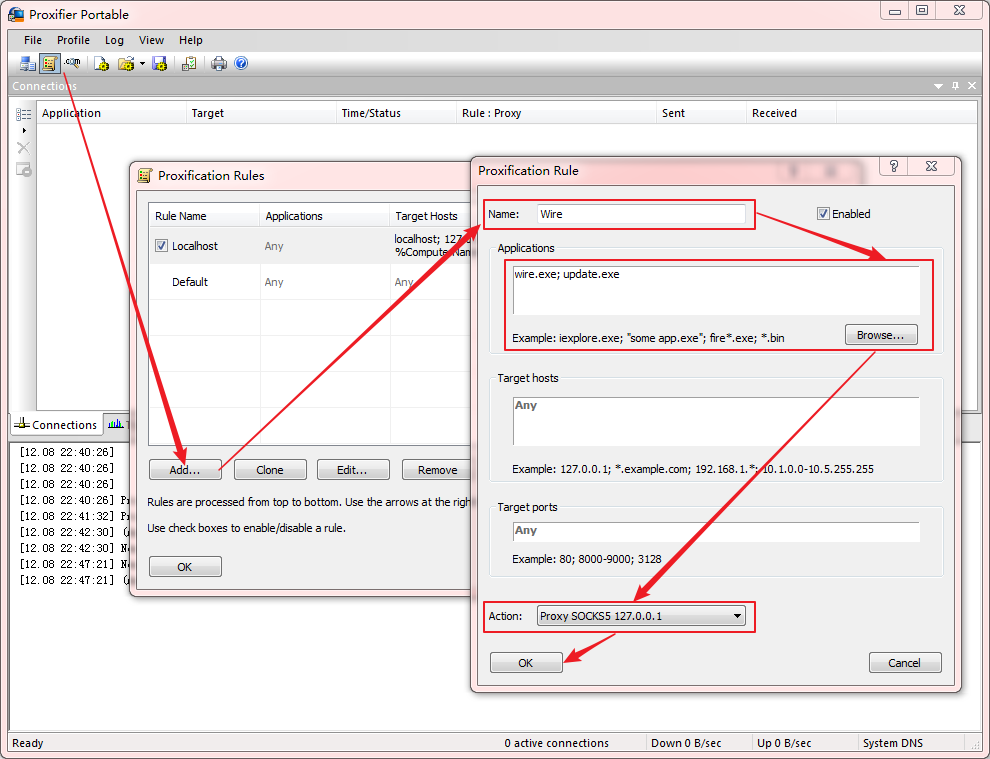 Proxifier Portable
File Profile Log View Help
Connections
Application Target Time/Status Rule : Proxy Sent Received
Proxification Rules
Rule Name Applications Target Hosts
Localhost Any localhost; 127.0
Default Any Any
Add... Clone Edit... Remove
Rules are processed from top to bottom. Use the arrows at the righ
Use check boxes to enable/disable a rule.
OK
Proxification Rule
Name: Wire Enabled
Applications
wire.exe; update.exe
Example: iexplore.exe; "some app.exe"; fire*.exe; *.bin
Browse...
Target hosts
Any
Example: 127.0.0.1; *.example.com; 192.168.1.*; 10.1.0.0-10.5.255.255
Target ports
Any
Example: 80; 8000-9000; 3128
Action: Proxy SOCKS5 127.0.0.1
OK Cancel
Connections
[12.08 22:40:26]
[12.08 22:40:26]
[12.08 22:40:26]
[12.08 22:40:26]
[12.08 22:41:32]
[12.08 22:42:30]
[12.08 22:42:30]
[12.08 22:47:21]
[12.08 22:47:21]
Ready 0 active connections Down 0 B/sec Up 0 B/sec System DNS